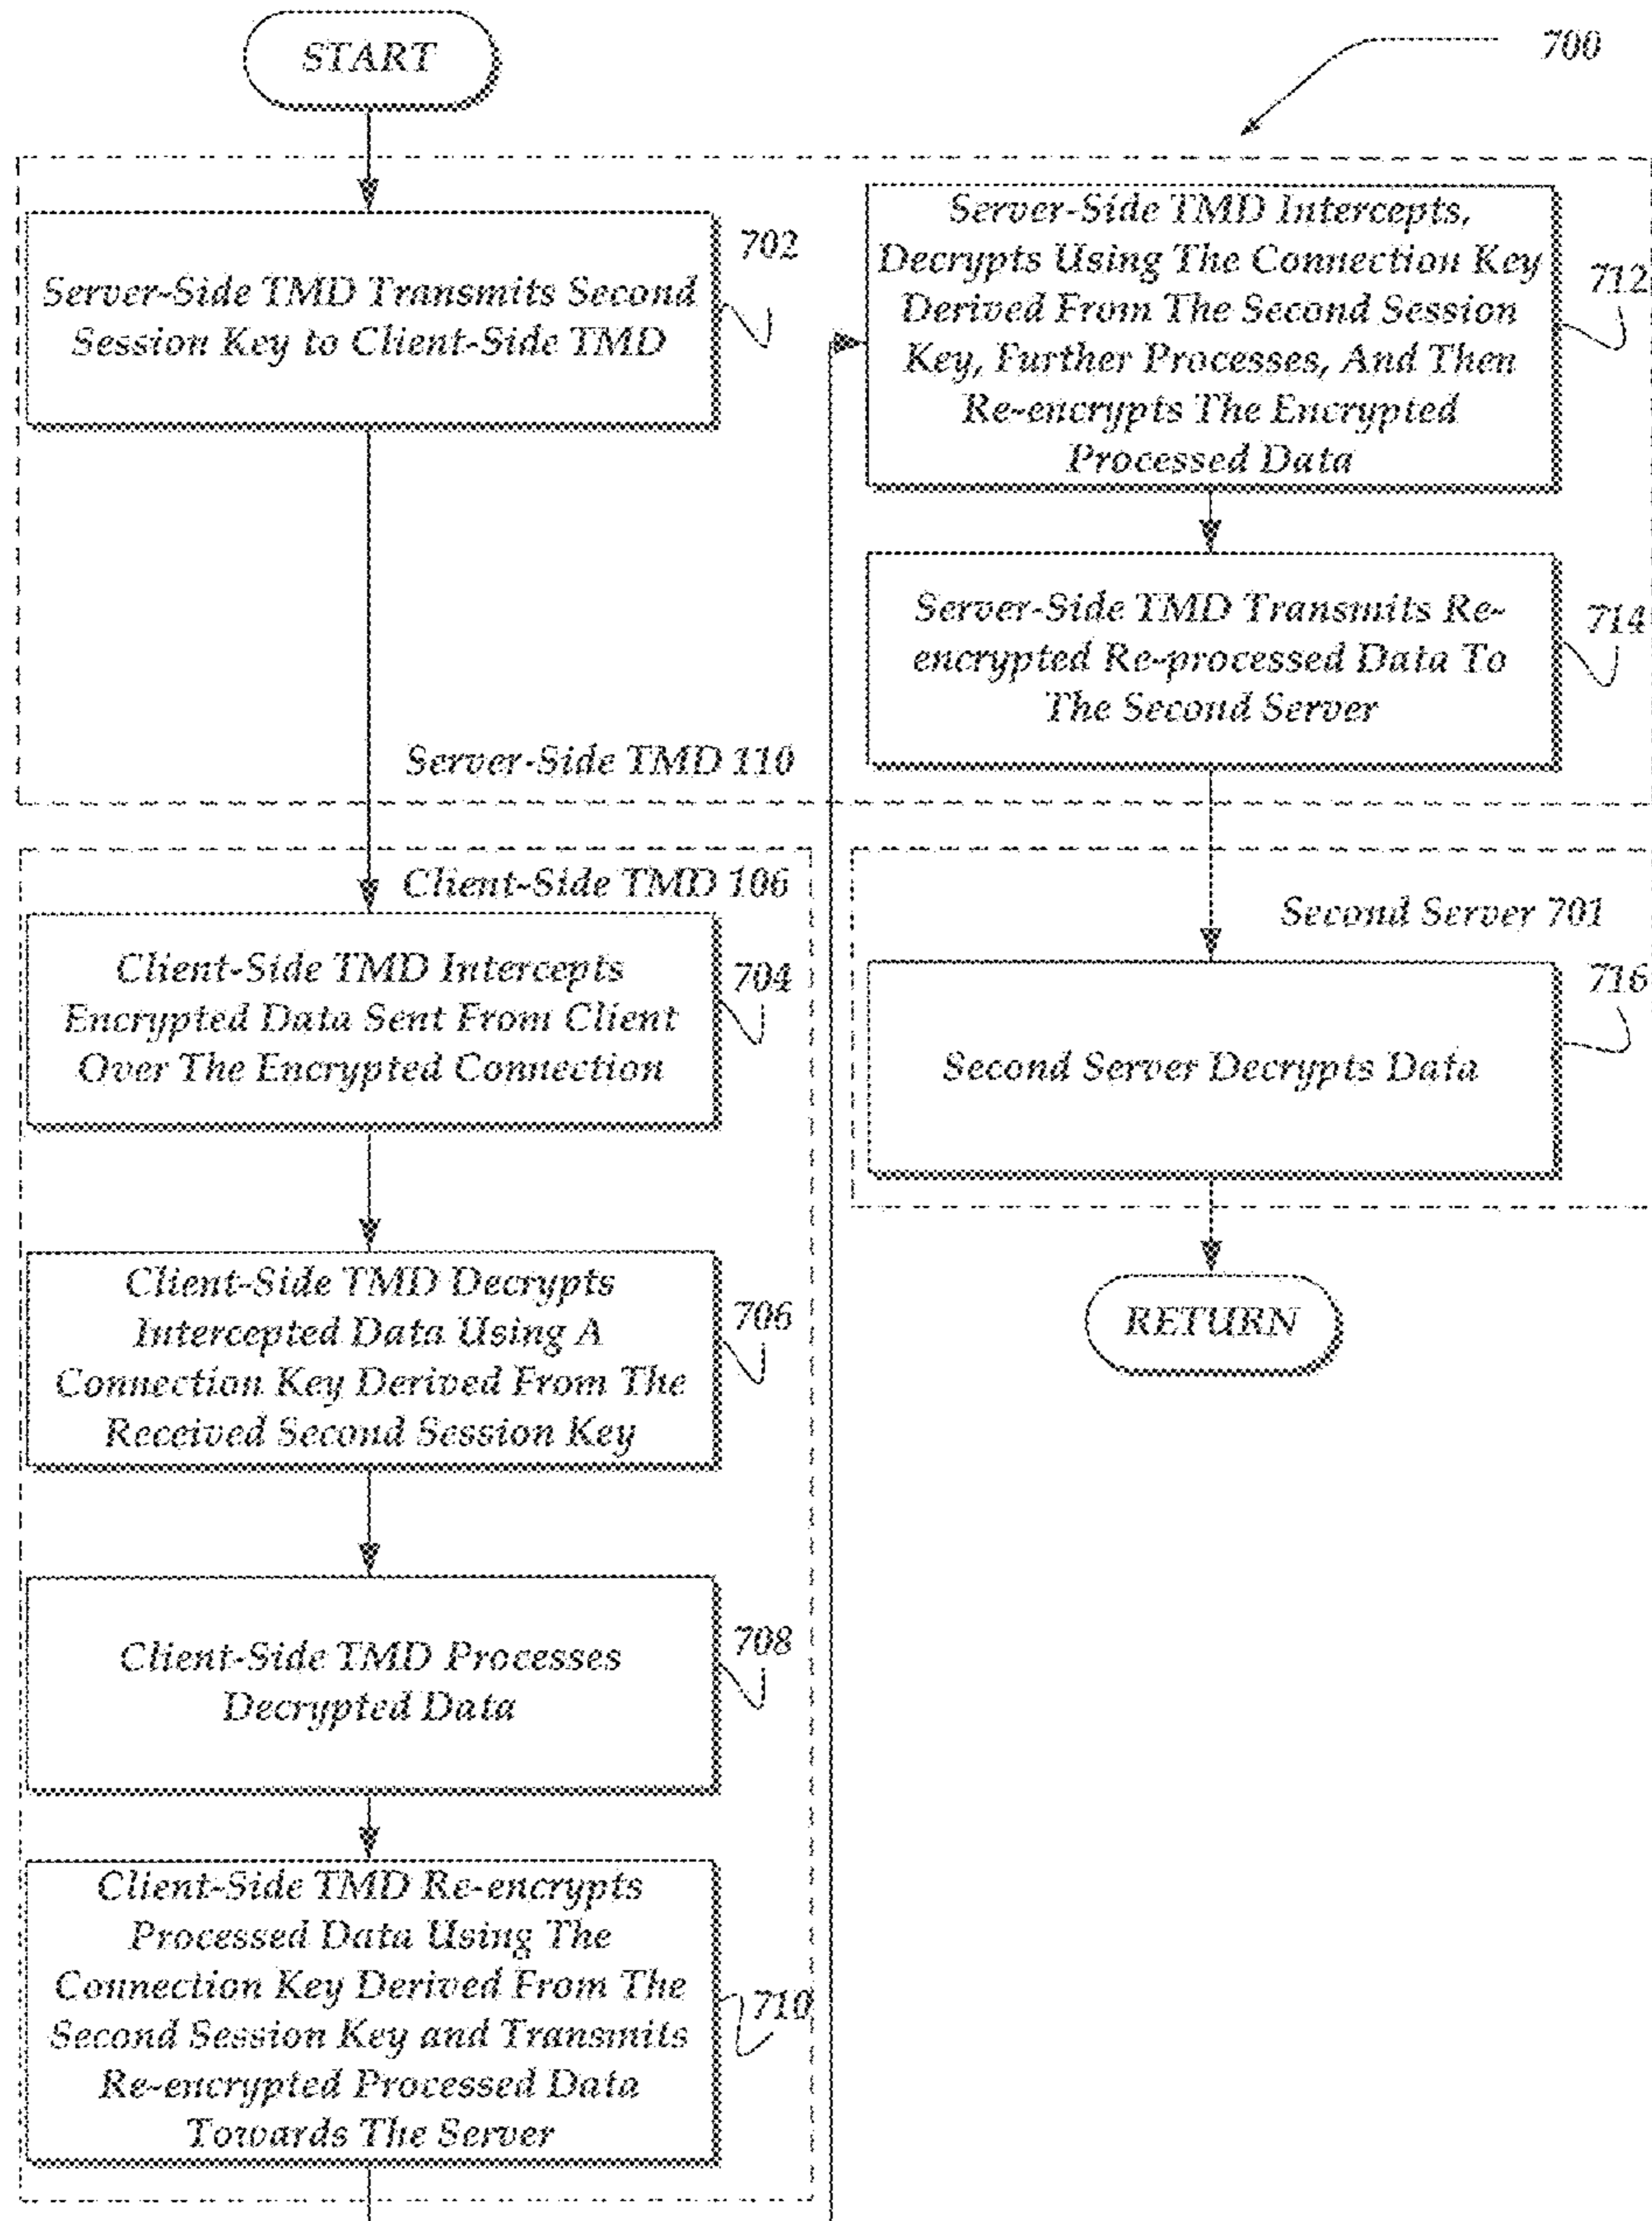 START
700
Server-Side TMD Transmits Second
Session Key to Client-Side TMD
702
Server-Side TMD 110
Client-Side TMD 106
Client-Side TMD Intercepts
Encrypted Data Sent From Client
Over The Encrypted Connection
704
Client-Side TMD Decrypts
Intercepted Data Using A
Connection Key Derived From The
Received Second Session Key
706
Client-Side TMD Processes
Decrypted Data
708
Client-Side TMD Re-encrypts
Processed Data Using The
Connection Key Derived From The
Second Session Key and Transmits
Re-encrypted Processed Data
Towards The Server
710
Server-Side TMD Intercepts,
Decrypts Using The Connection Key
Derived From The Second Session
Key, Further Processes, And Then
Re-encrypts The Encrypted
Processed Data
712
Server-Side TMD Transmits Re-
encrypted Re-processed Data To
The Second Server
714
Second Server 701
Second Server Decrypts Data
716
RETURN